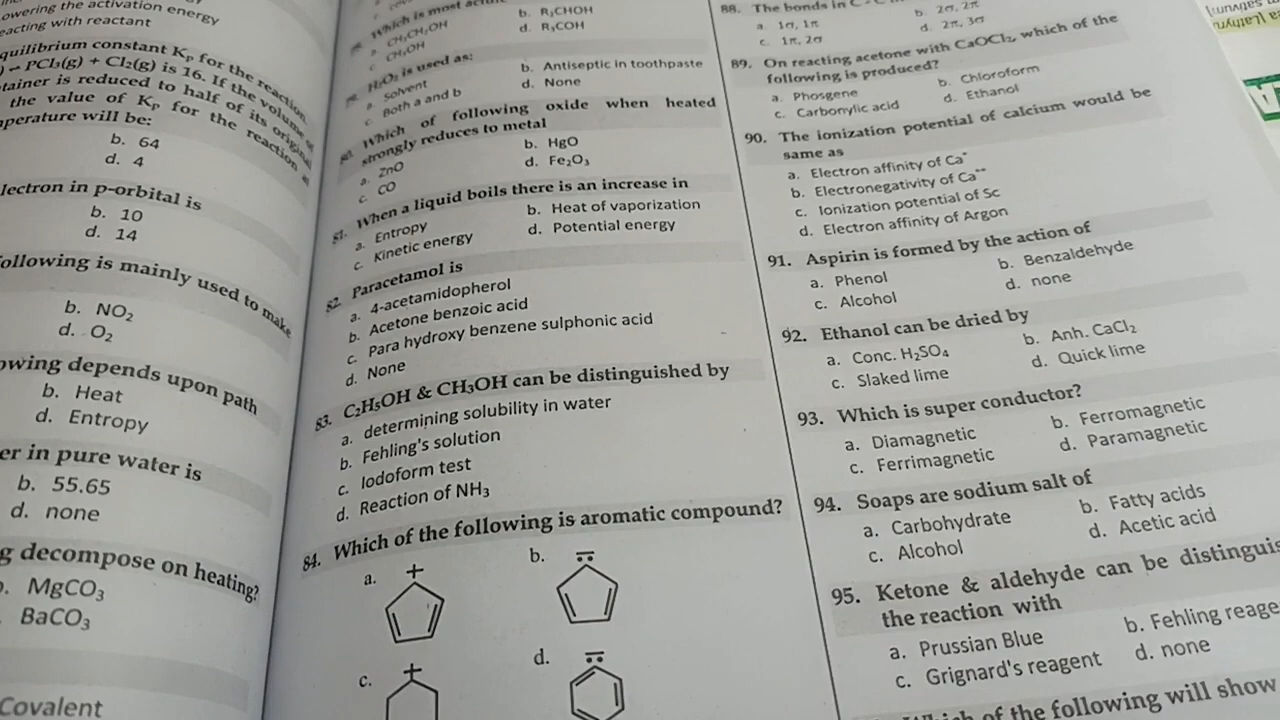 owering the activation energy
eacting with reactant
quilibrium constant Kₚ for the reaction
PCl₃(g) + Cl₂(g) is 16. If the volume of
tainer is reduced to half of its original
the value of Kₚ for the reaction at
perature will be:
b. 64
d. 4
lectron in p-orbital is
b. 10
d. 14
ollowing is mainly used to make
b. NO₂
d. O₂
owing depends upon path
b. Heat
d. Entropy
er in pure water is
b. 55.65
d. none
g decompose on heating?
MgCO₃
BaCO₃
Covalent
Which is most
a. CH₃CH₂OH
b. R₂CHOH
c. CH₃OH
d. R₃COH
H₂O₂ is used as:
a. Solvent
b. Antiseptic in toothpaste
c. Both a and b
d. None
80. Which of following oxide when heated
strongly reduces to metal
a. ZnO
b. HgO
c. CO
d. Fe₂O₃
81. When a liquid boils there is an increase in
a. Entropy
b. Heat of vaporization
c. Kinetic energy
d. Potential energy
82. Paracetamol is
a. 4-acetamidopherol
b. Acetone benzoic acid
c. Para hydroxy benzene sulphonic acid
d. None
83. C₂H₅OH & CH₃OH can be distinguished by
a. determining solubility in water
b. Fehling's solution
c. Iodoform test
d. Reaction of NH₃
84. Which of the following is aromatic compound?
a. +
b.
c. +
d.
88. The bonds in
a. 1σ, 1π
b. 2σ, 2π
c. 1π, 2σ
d. 2π, 3σ
89. On reacting acetone with CaOCl₂, which of the
following is produced?
a. Phosgene
b. Chloroform
c. Carbonylic acid
d. Ethanol
90. The ionization potential of calcium would be
same as
a. Electron affinity of Ca⁺
b. Electronegativity of Ca⁺⁺
c. Ionization potential of Sc
d. Electron affinity of Argon
91. Aspirin is formed by the action of
a. Phenol
b. Benzaldehyde
c. Alcohol
d. none
92. Ethanol can be dried by
a. Conc. H₂SO₄
b. Anh. CaCl₂
c. Slaked lime
d. Quick lime
93. Which is super conductor?
a. Diamagnetic
b. Ferromagnetic
c. Ferrimagnetic
d. Paramagnetic
94. Soaps are sodium salt of
a. Carbohydrate
b. Fatty acids
c. Alcohol
d. Acetic acid
95. Ketone & aldehyde can be distinguis
the reaction with
a. Prussian Blue
b. Fehling reage
c. Grignard's reagent
d. none
of the following will show